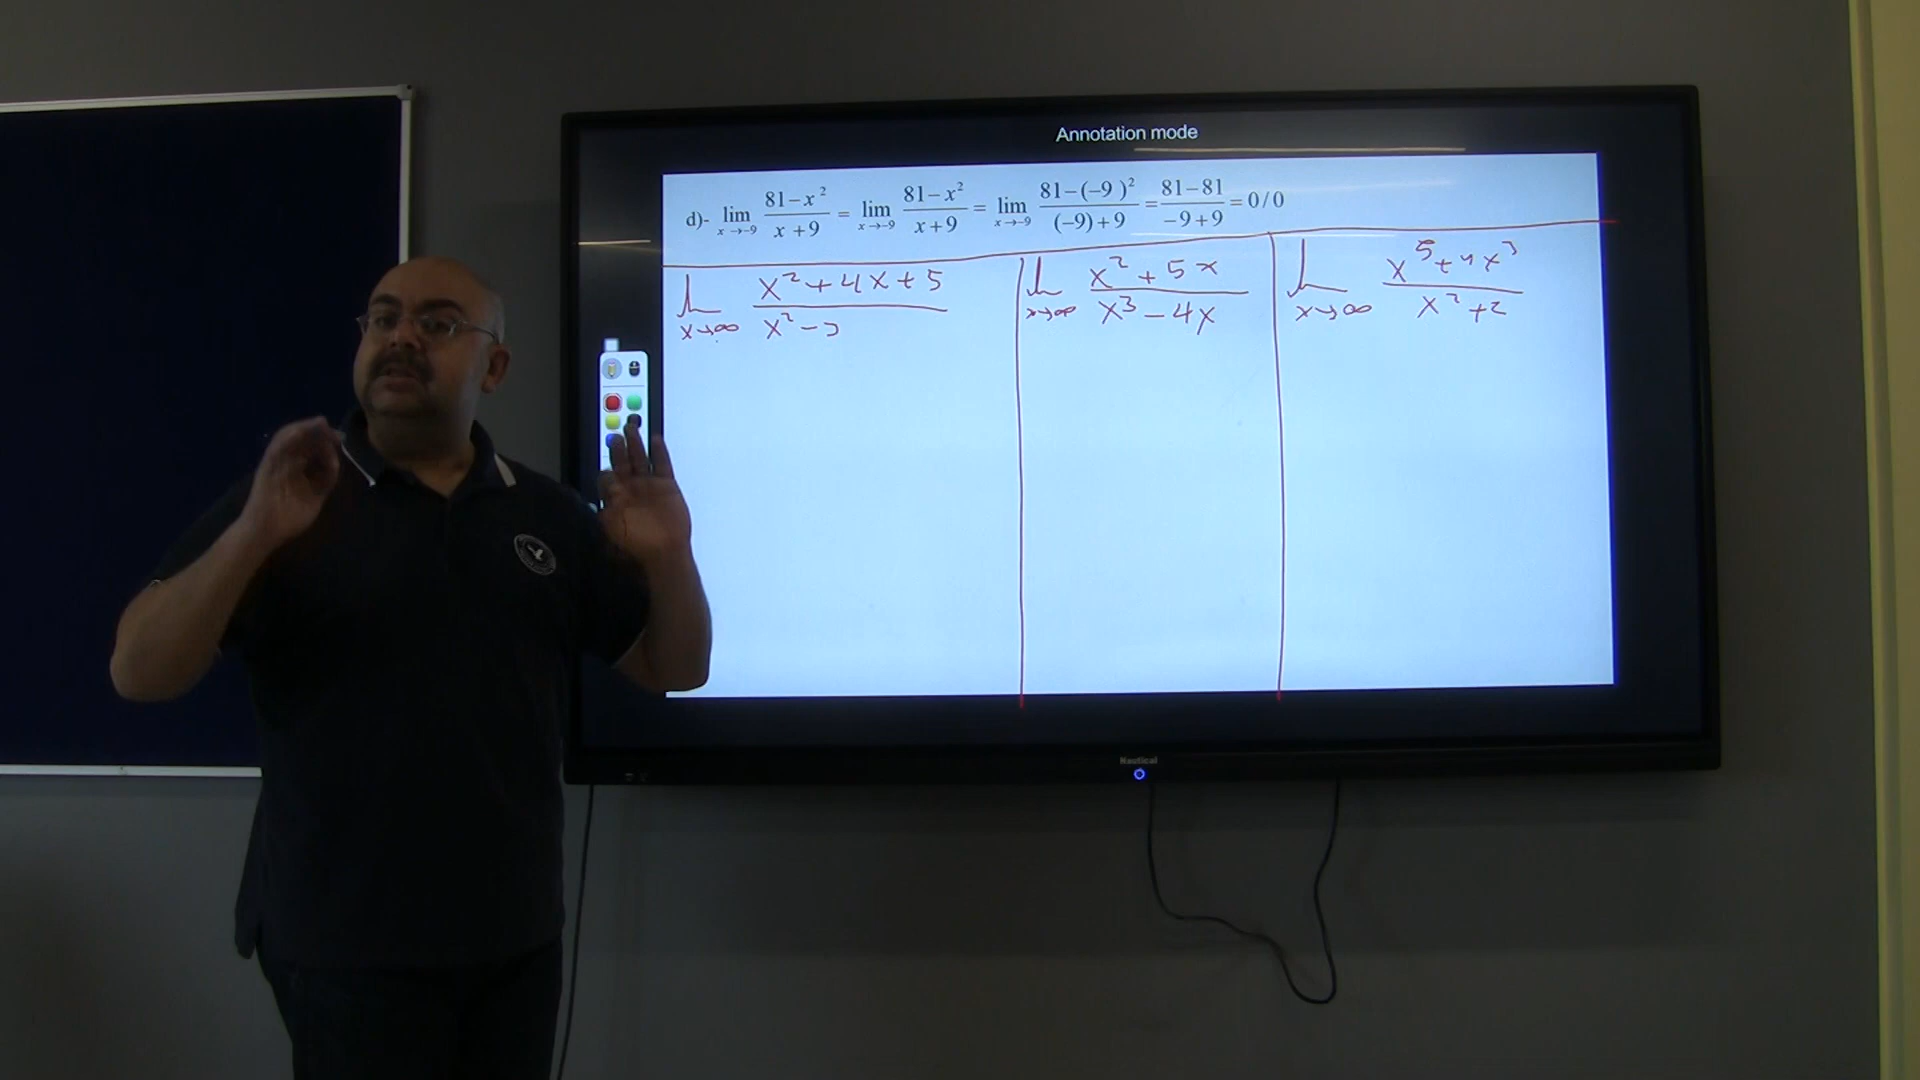 Annotation mode
d)- lim x→-9 81-x²/x+9 = lim x→-9 81-x²/x+9 = lim x→-9 81-(-9)²/(-9)+9 = 81-81/-9+9 = 0/0
lim x→∞ x²+4x+5/x²-3
lim x→∞ x²+5x/x³-4x
lim x→∞ x⁵+4x³/x²+2
Nautical